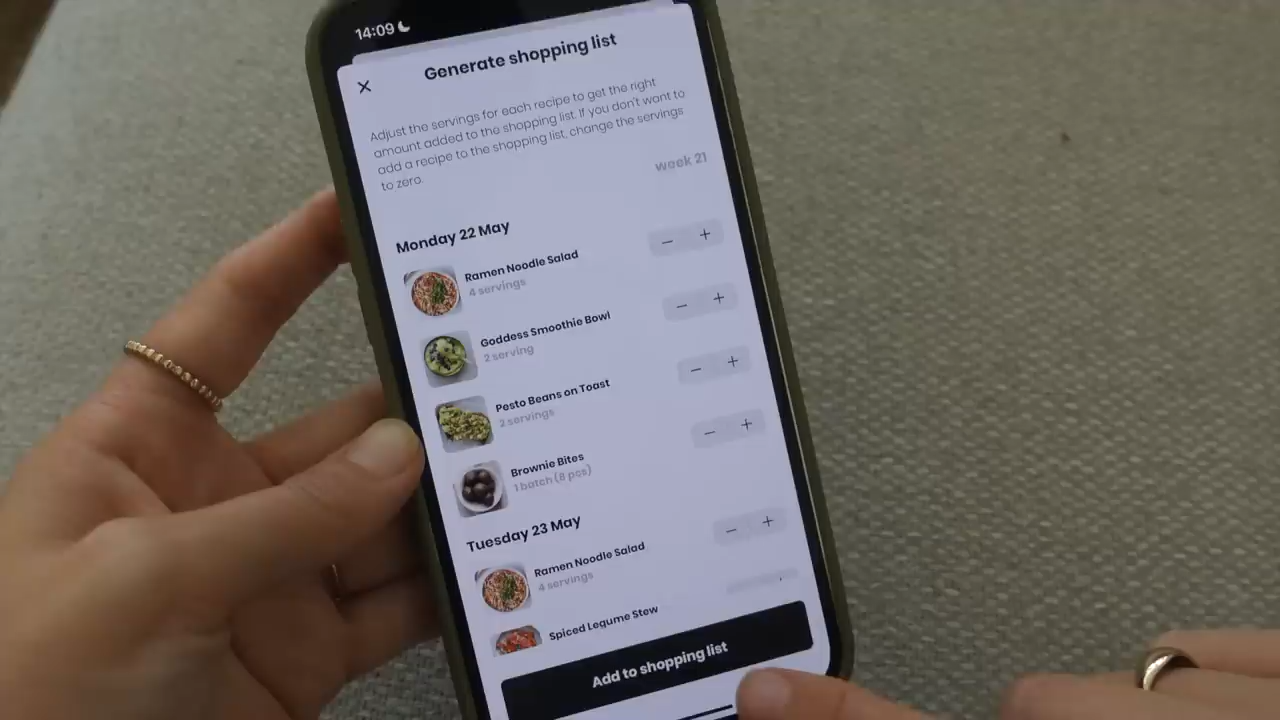 14:09
Generate shopping list
Adjust the servings for each recipe to get the right
amount added to the shopping list. If you don't want to
add a recipe to the shopping list, change the servings
to zero.
week 21
Monday 22 May
Ramen Noodle Salad
4 servings
Goddess Smoothie Bowl
2 serving
Pesto Beans on Toast
2 servings
Brownie Bites
1 batch (8 pcs)
Tuesday 23 May
Ramen Noodle Salad
4 servings
Spiced Legume Stew
Add to shopping list